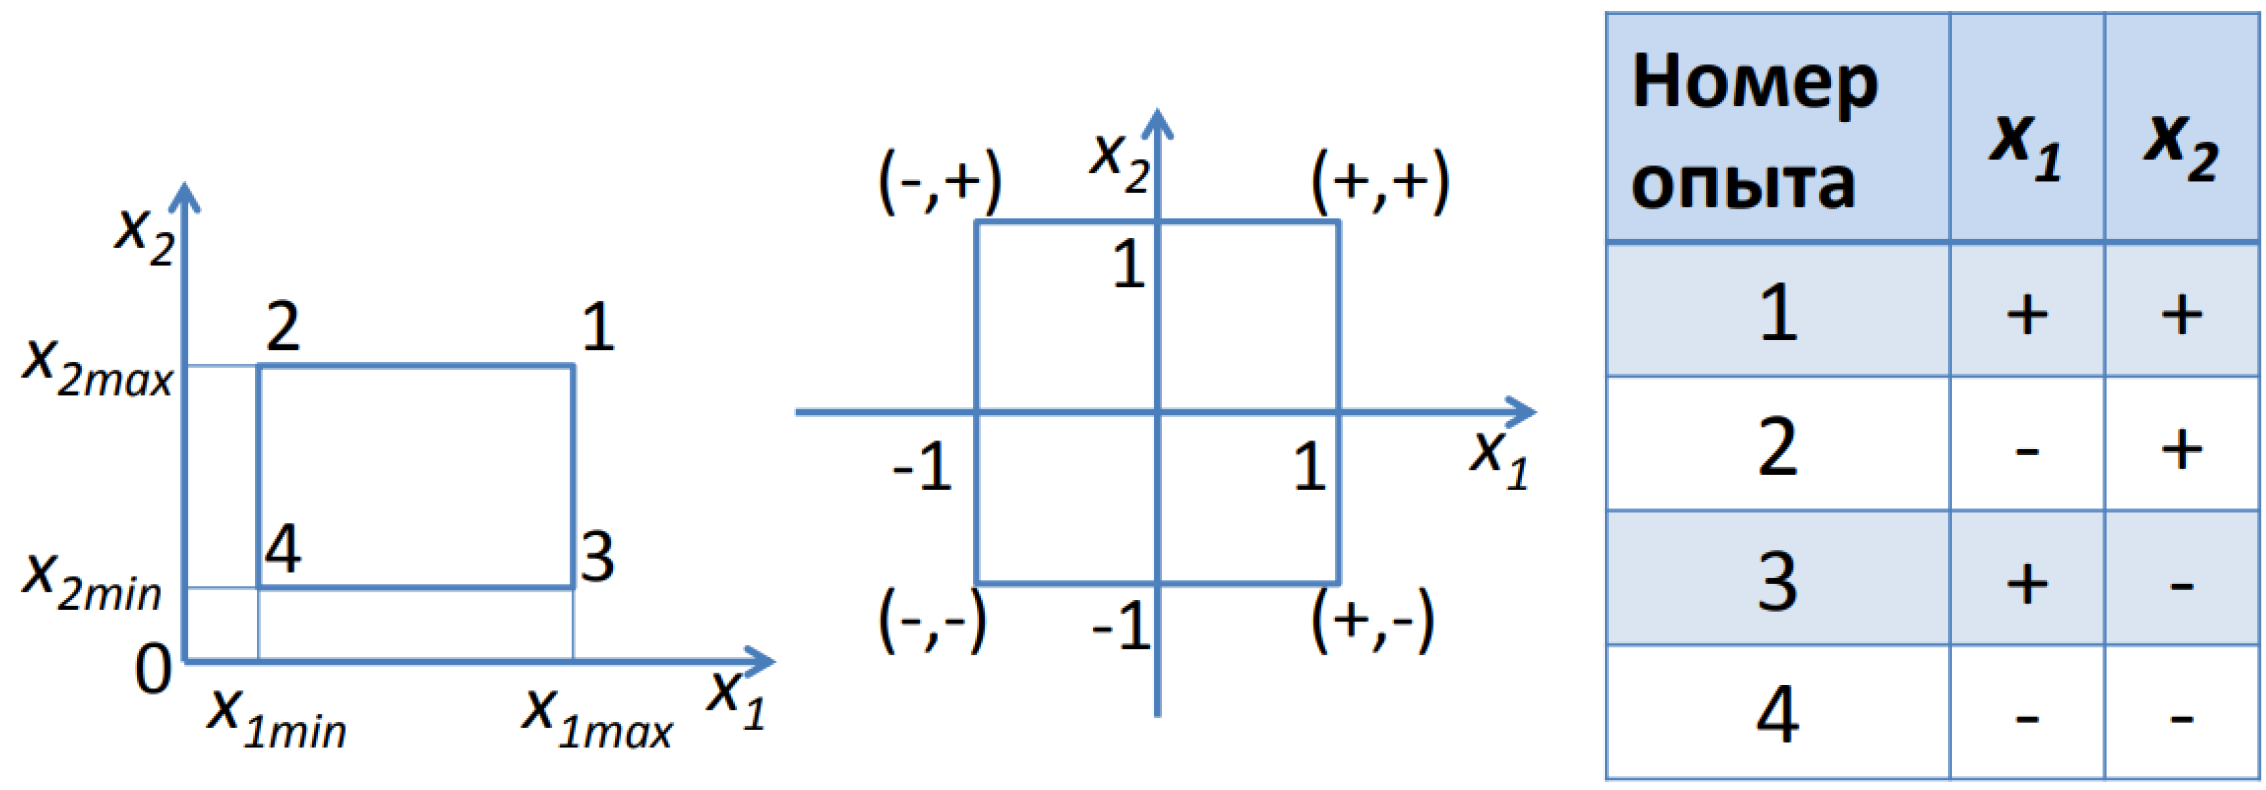 x2
x2max
x2min
0
x1min
x1max
x1
2
1
4
3
(-,+)
x2
(+,+)
1
-1
1
x1
(-,-)
-1
(+,-)
Номер опыта x1 x2
1 + +
2 - +
3 + -
4 - -